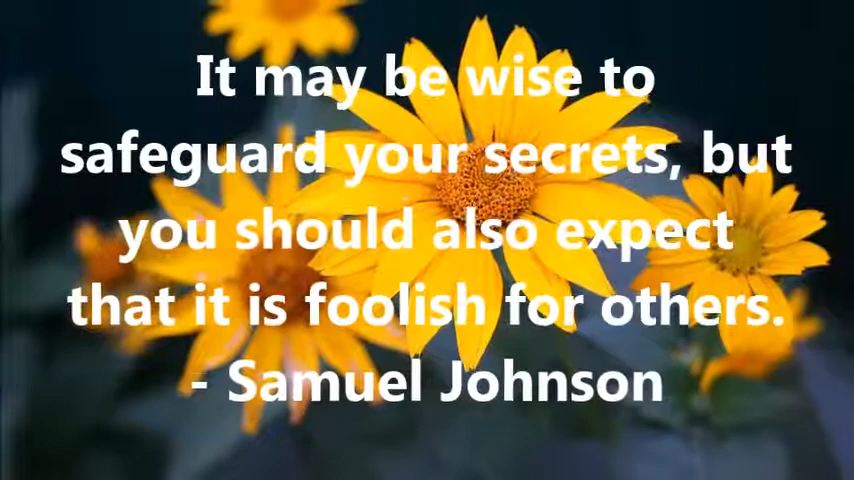 It may be wise to
safeguard your secrets, but
you should also expect
that it is foolish for others.
- Samuel Johnson